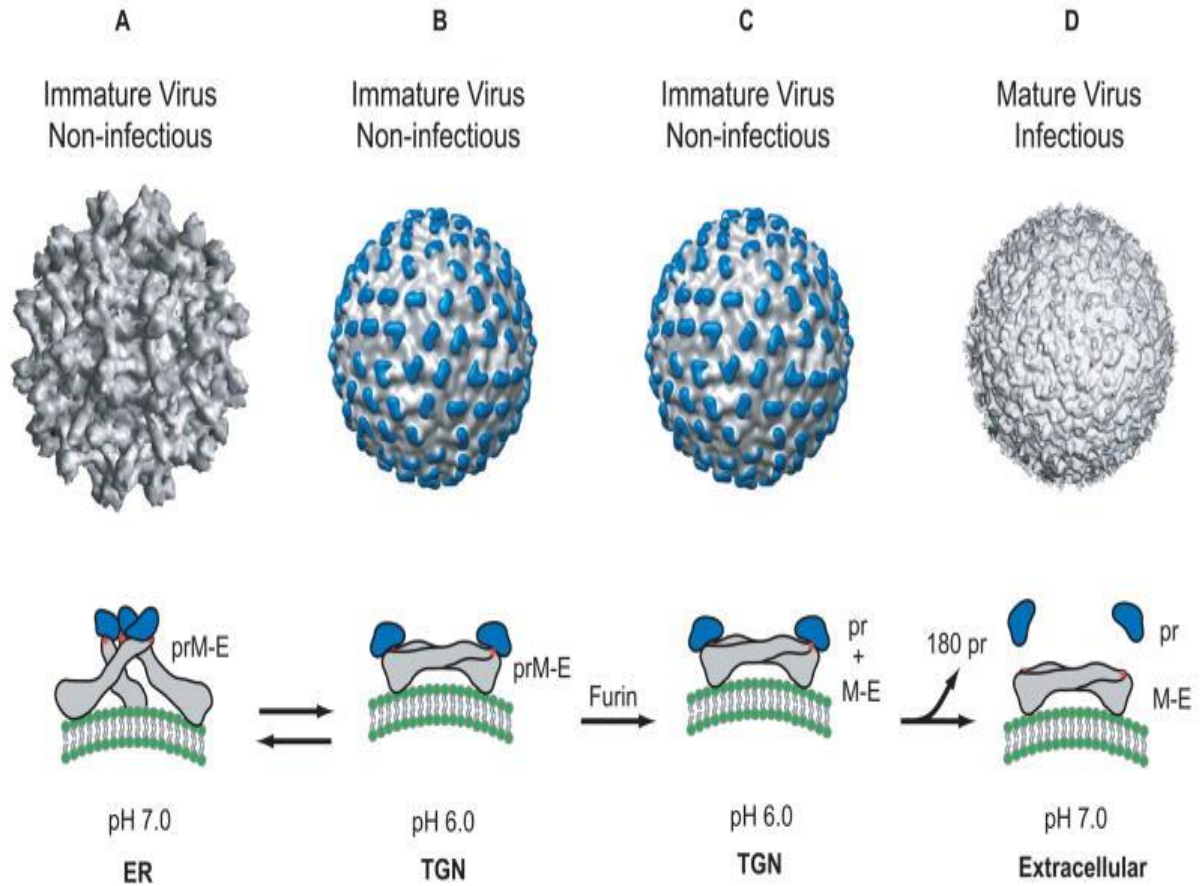 A
B
C
D
Immature Virus
Non-infectious
Immature Virus
Non-infectious
Immature Virus
Non-infectious
Mature Virus
Infectious
prM-E
prM-E
Furin
pr
+
M-E
180 pr
pr
M-E
pH 7.0
pH 6.0
pH 6.0
pH 7.0
ER
TGN
TGN
Extracellular